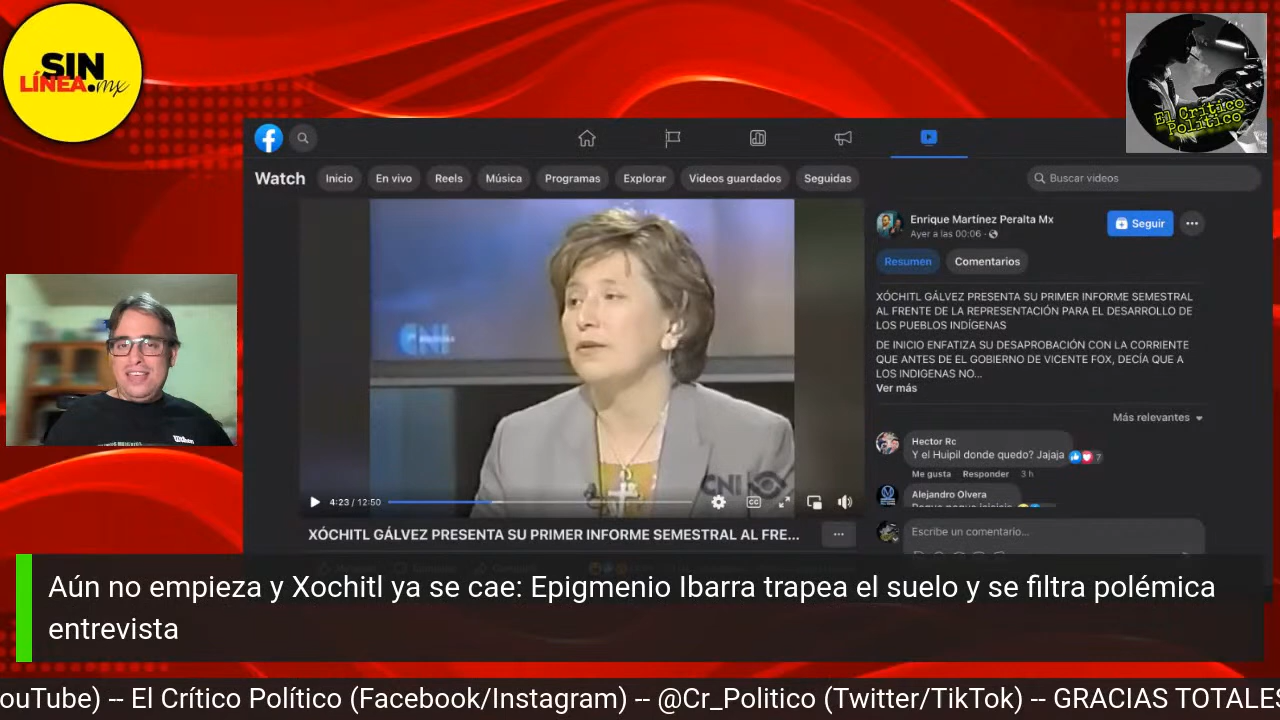 SIN
LÍNEA.mx
El Crítico
Político
Watch
Inicio
En vivo
Reels
Música
Programas
Explorar
Videos guardados
Seguidas
Buscar videos
CNI
CNI
4:23 / 12:50
XÓCHITL GÁLVEZ PRESENTA SU PRIMER INFORME SEMESTRAL AL FRE...
Enrique Martínez Peralta Mx
Ayer a las 00:06
Seguir
Resumen
Comentarios
XÓCHITL GÁLVEZ PRESENTA SU PRIMER INFORME SEMESTRAL
AL FRENTE DE LA REPRESENTACIÓN PARA EL DESARROLLO DE
LOS PUEBLOS INDÍGENAS
DE INICIO ENFATIZA SU DESAPROBACIÓN CON LA CORRIENTE
QUE ANTES DE EL GOBIERNO DE VICENTE FOX, DECÍA QUE A
LOS INDIGENAS NO...
Ver más
Más relevantes
Hector Rc
Y el Huipil donde quedo? Jajaja
7
Me gusta Responder 3 h
Alejandro Olvera
Escribe un comentario...
Wilson
Aún no empieza y Xochitl ya se cae: Epigmenio Ibarra trapea el suelo y se filtra polémica
entrevista
ouTube) -- El Crítico Político (Facebook/Instagram) -- @Cr_Politico (Twitter/TikTok) -- GRACIAS TOTALES